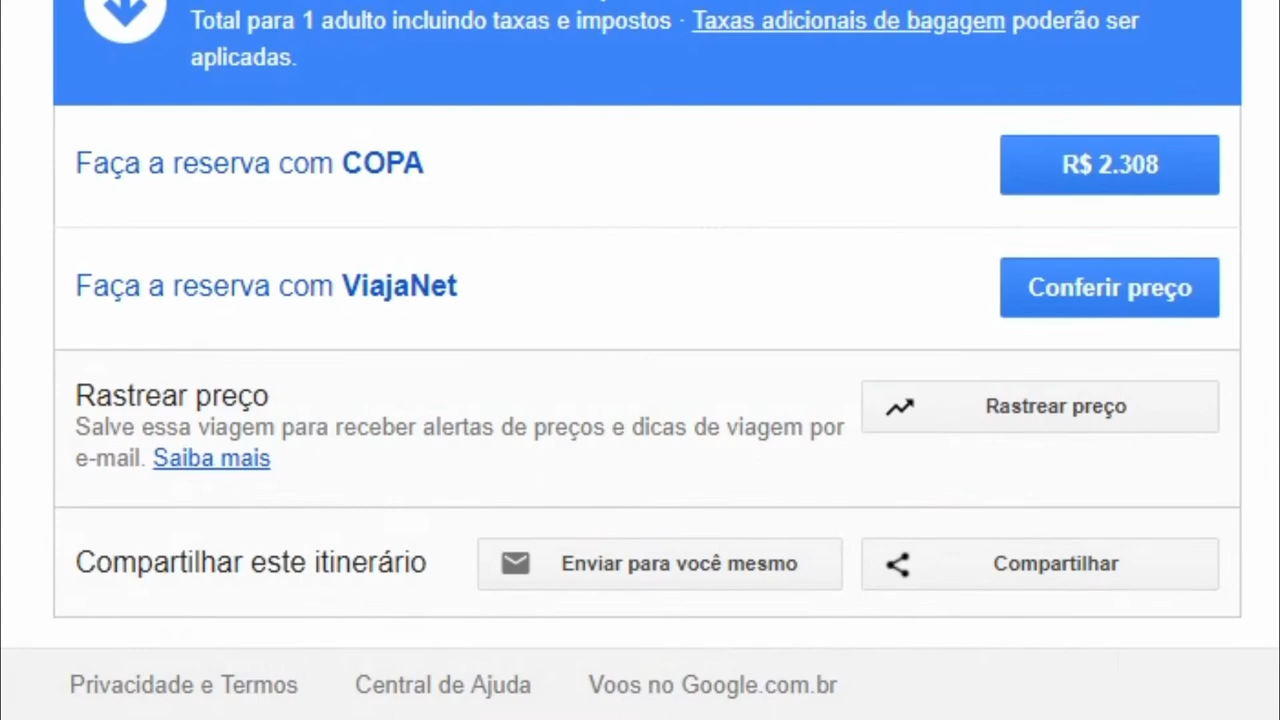 Total para 1 adulto incluindo taxas e impostos · Taxas adicionais de bagagem poderão ser
aplicadas.
Faça a reserva com COPA
R$ 2.308
Faça a reserva com ViajaNet
Conferir preço
Rastrear preço
Rastrear preço
Salve essa viagem para receber alertas de preços e dicas de viagem por
e-mail. Saiba mais
Compartilhar este itinerário
Enviar para você mesmo
Compartilhar
Privacidade e Termos
Central de Ajuda
Voos no Google.com.br